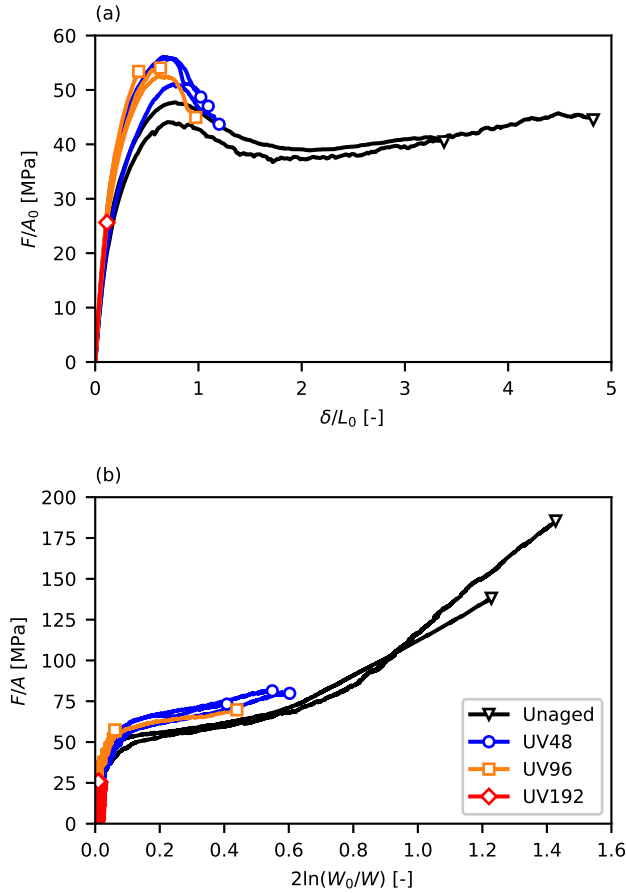 (a)
60
50
40
30
20
10
0
F/A₀ [MPa]
0 1 2 3 4 5
δ/L₀ [-]
(b)
200
175
150
125
100
75
50
25
0
F/A [MPa]
0.0 0.2 0.4 0.6 0.8 1.0 1.2 1.4 1.6
2ln(W₀/W) [-]
Unaged
UV48
UV96
UV192